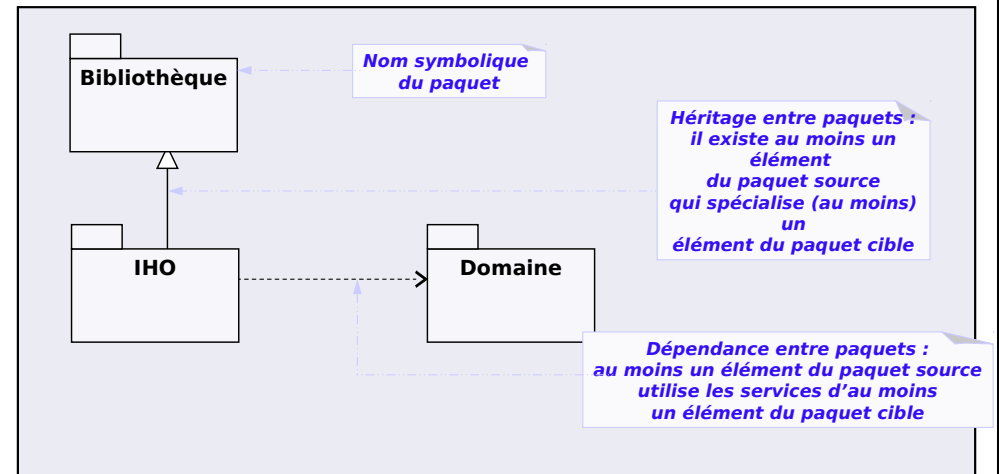 Bibliothèque
Nom symbolique
du paquet
Héritage entre paquets :
il existe au moins un
élément
du paquet source
qui spécialise (au moins)
un
élément du paquet cible
IHO
Domaine
Dépendance entre paquets :
au moins un élément du paquet source
utilise les services d’au moins
un élément du paquet cible